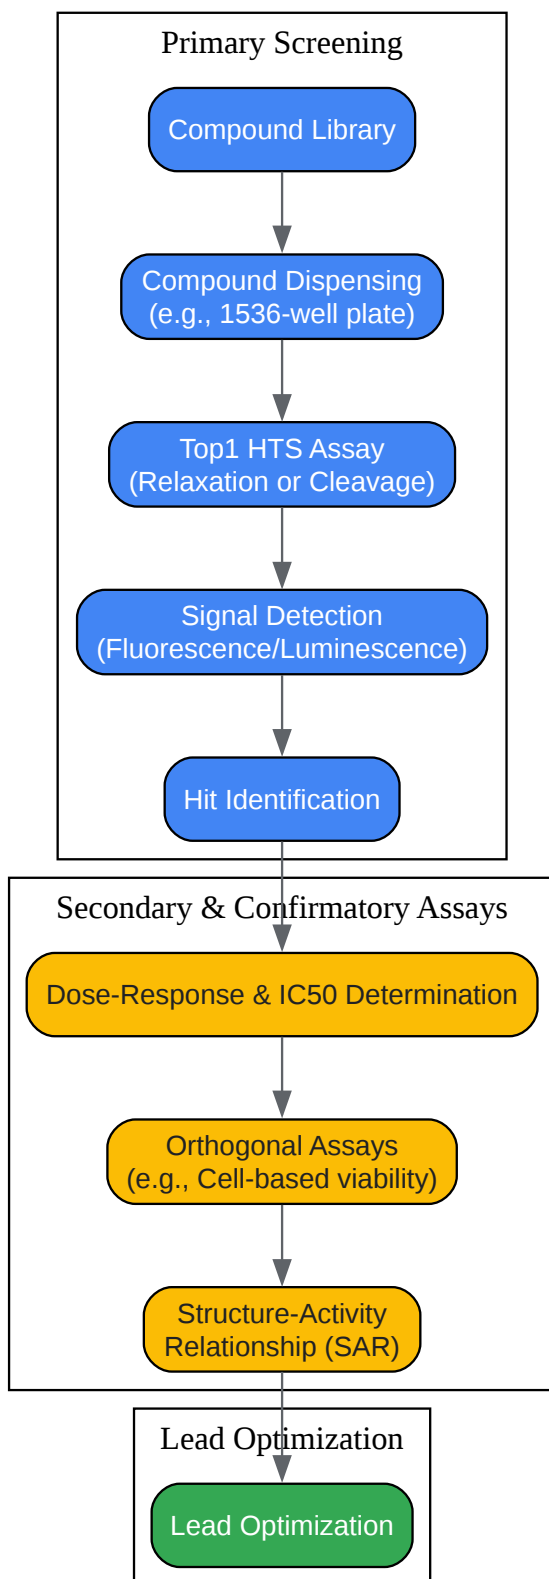 Primary Screening
Compound Library
Compound Dispensing
(e.g., 1536-well plate)
Top1 HTS Assay
(Relaxation or Cleavage)
Signal Detection
(Fluorescence/Luminescence)
Hit Identification
Secondary & Confirmatory Assays
Dose-Response & IC50 Determination
Orthogonal Assays
(e.g., Cell-based viability)
Structure-Activity
Relationship (SAR)
Lead Optimization
Lead Optimization